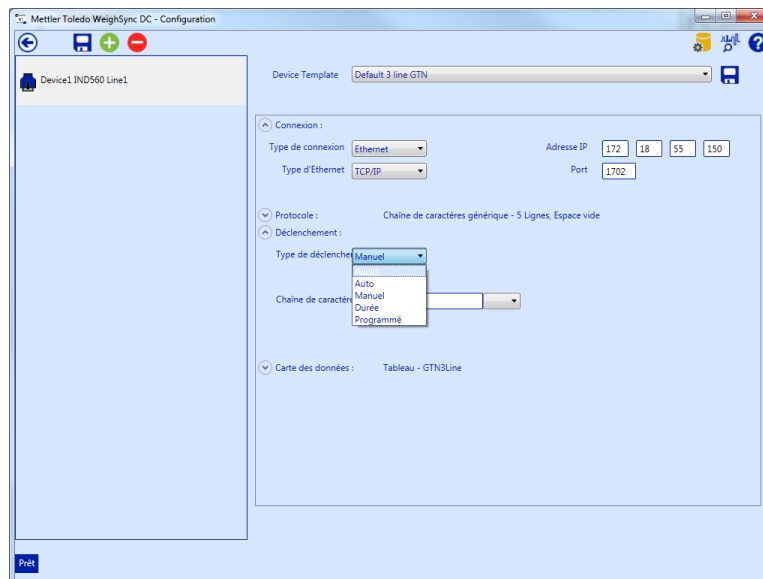 Mettler Toledo WeighSync DC - Configuration
Device1 IND560 Line1
Device Template Default 3 line GTN
Connexion :
Type de connexion Ethernet Adresse IP 172 18 55 150
Type d'Ethernet TCP/IP Port 1702
Protocole : Chaîne de caractères générique - 5 Lignes, Espace vide
Déclenchement :
Type de déclenche Manuel
Aucun
Auto
Manuel
Durée
Programmé
Chaîne de caractère
Carte des données : Tableau - GTN3Line
Prêt